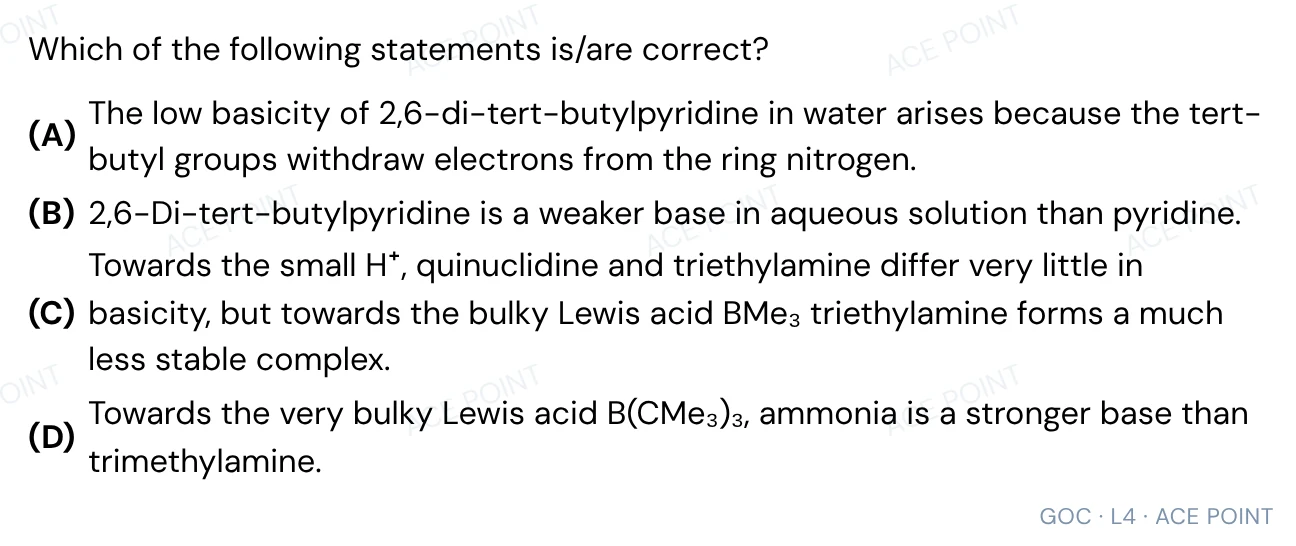 Which of the following statements is/are correct?
(A) The low basicity of 2,6-di-tert-butylpyridine in water arises because the tert-
butyl groups withdraw electrons from the ring nitrogen.
(B) 2,6-Di-tert-butylpyridine is a weaker base in aqueous solution than pyridine.
Towards the small H⁺, quinuclidine and triethylamine differ very little in
(C) basicity, but towards the bulky Lewis acid BMe₃ triethylamine forms a much
less stable complex.
(D) Towards the very bulky Lewis acid B(CMe₃)₃, ammonia is a stronger base than
trimethylamine.
GOC · L4 · ACE POINT
ACE POINT